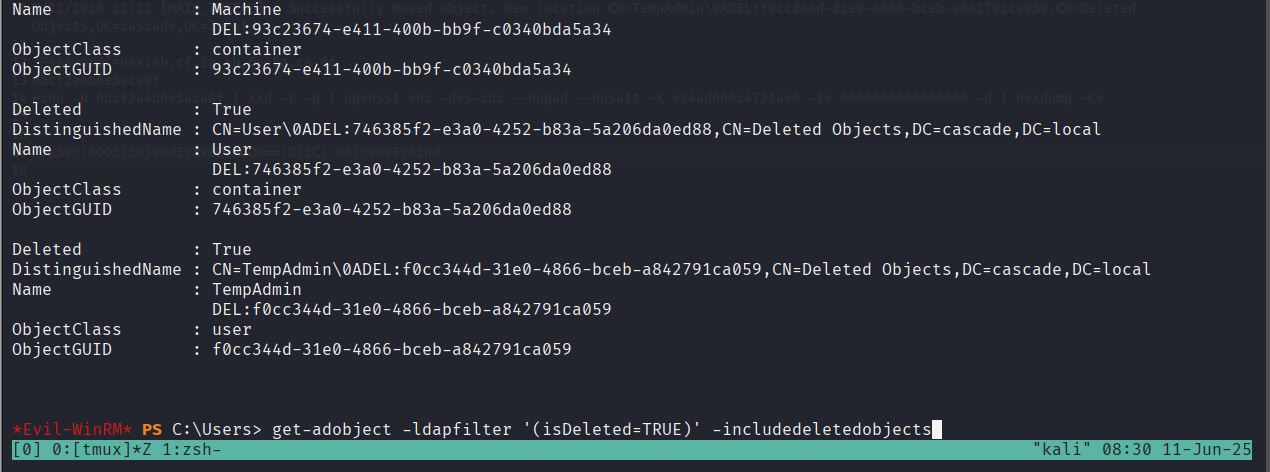 Name : Machine
DEL:93c23674-e411-400b-bb9f-c0340bda5a34
ObjectClass : container
ObjectGUID : 93c23674-e411-400b-bb9f-c0340bda5a34
Deleted : True
DistinguishedName : CN=User\0ADEL:746385f2-e3a0-4252-b83a-5a206da0ed88,CN=Deleted Objects,DC=cascade,DC=local
Name : User
DEL:746385f2-e3a0-4252-b83a-5a206da0ed88
ObjectClass : container
ObjectGUID : 746385f2-e3a0-4252-b83a-5a206da0ed88
Deleted : True
DistinguishedName : CN=TempAdmin\0ADEL:f0cc344d-31e0-4866-bceb-a842791ca059,CN=Deleted Objects,DC=cascade,DC=local
Name : TempAdmin
DEL:f0cc344d-31e0-4866-bceb-a842791ca059
ObjectClass : user
ObjectGUID : f0cc344d-31e0-4866-bceb-a842791ca059
*Evil-WinRM* PS C:\Users> get-adobject -ldapfilter '(isDeleted=TRUE)' -includedeletedobjects
[0] 0:[tmux]*Z 1:zsh- "kali" 08:30 11-Jun-25